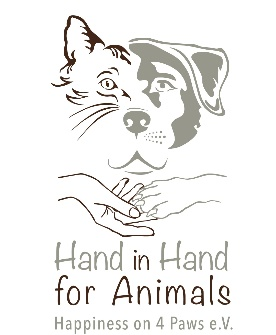 Hand in Hand
for Animals
Happiness on 4 Paws e.V.